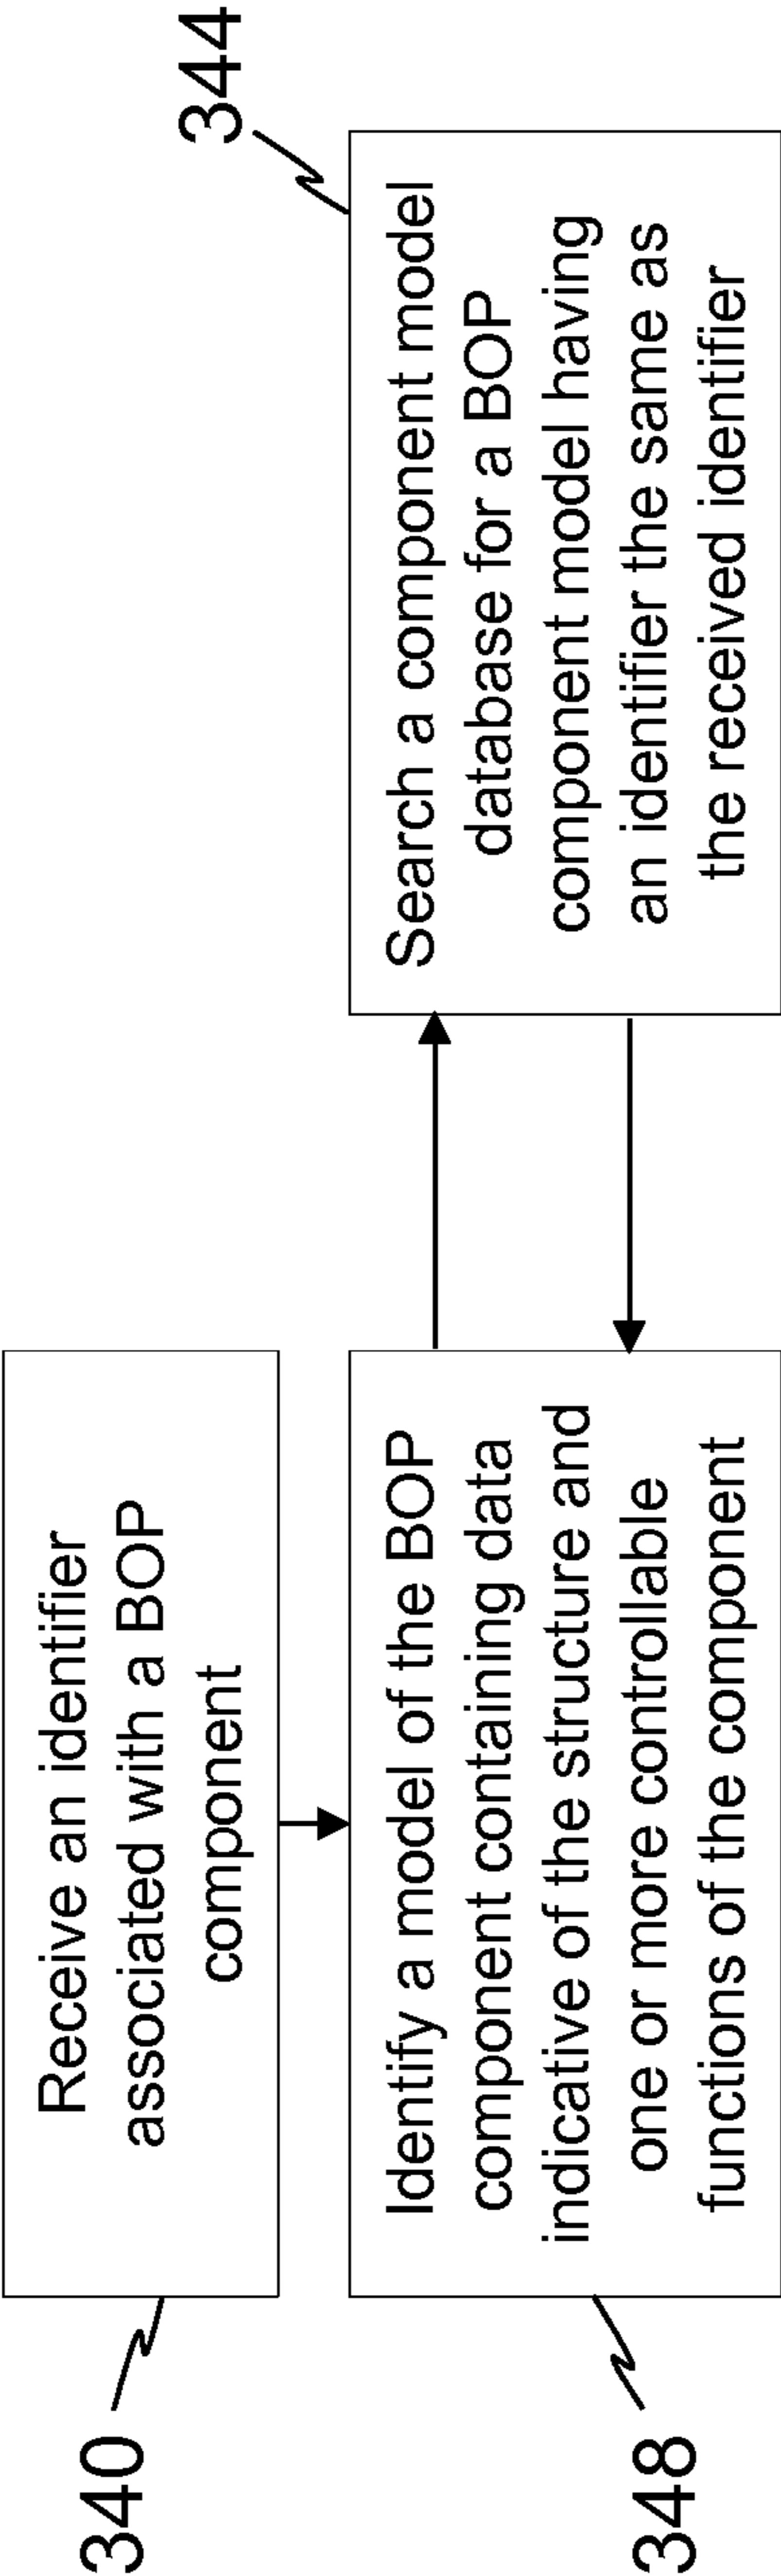 340
Receive an identifier
associated with a BOP
component
344
Search a component model
database for a BOP
component model having
an identifier the same as
the received identifier
348
Identify a model of the BOP
component containing data
indicative of the structure and
one or more controllable
functions of the component